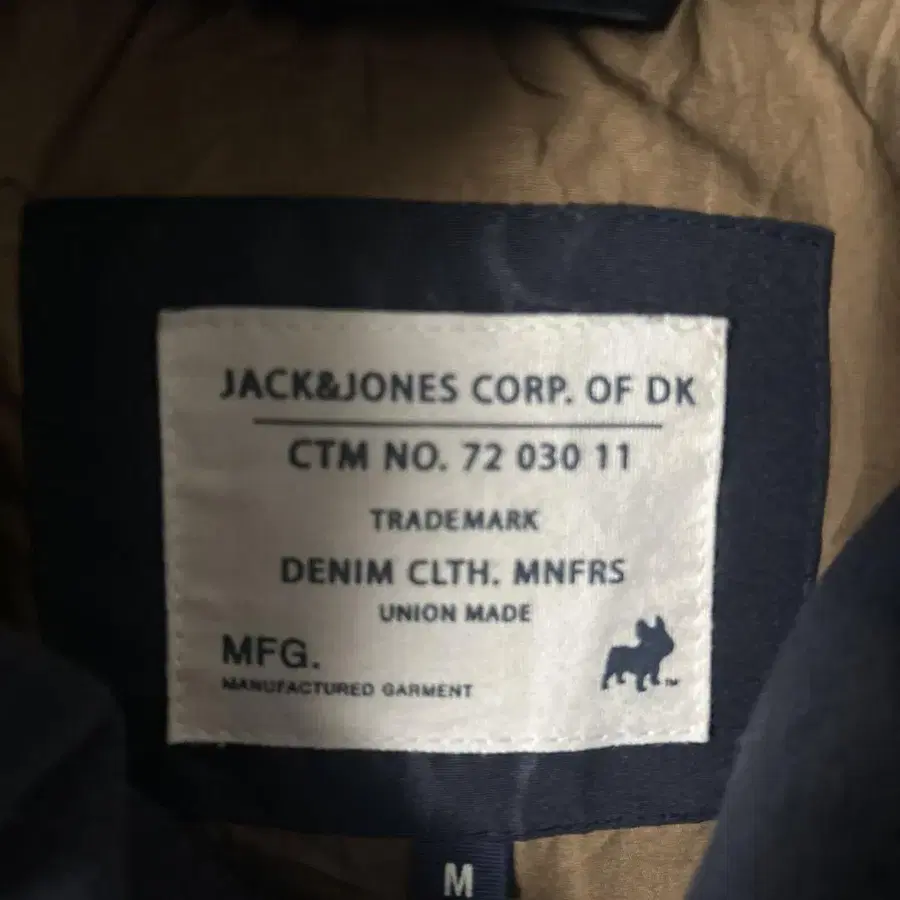 JACK&JONES CORP. OF DK
CTM NO. 72 030 11
TRADEMARK
DENIM CLTH. MNFRS
UNION MADE
MFG.
MANUFACTURED GARMENT
TM
M